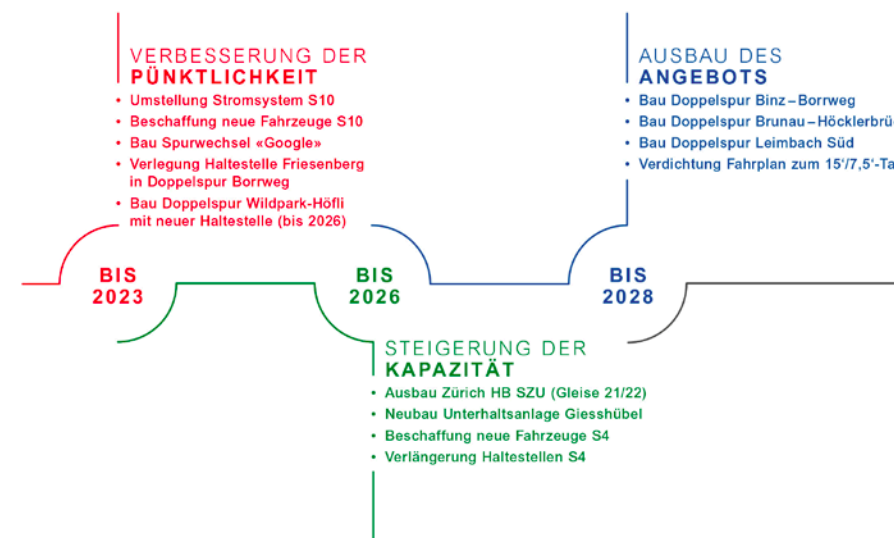 VERBESSERUNG DER
PÜNKTLICHKEIT
• Umstellung Stromsystem S10
• Beschaffung neue Fahrzeuge S10
• Bau Spurwechsel «Google»
• Verlegung Haltestelle Friesenberg
in Doppelspur Borrweg
• Bau Doppelspur Wildpark-Höfli
mit neuer Haltestelle (bis 2026)
BIS
2023
BIS
2026
STEIGERUNG DER
KAPAZITÄT
• Ausbau Zürich HB SZU (Gleise 21/22)
• Neubau Unterhaltsanlage Giesshübel
• Beschaffung neue Fahrzeuge S4
• Verlängerung Haltestellen S4
AUSBAU DES
ANGEBOTS
• Bau Doppelspur Binz–Borrweg
• Bau Doppelspur Brunau–
• Bau Doppelspur Leimbach Süd
• Verdichtung Fahrplan zum 15'/7,5'-
BIS
2028